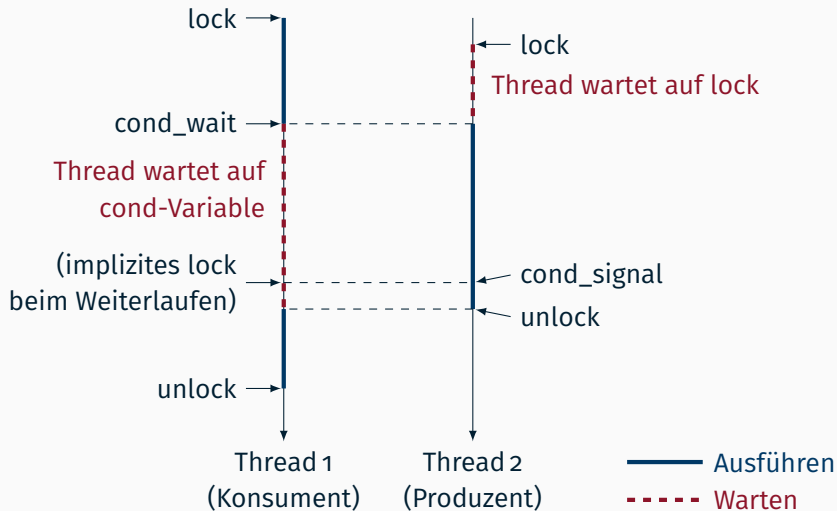 lock
lock
Thread wartet auf lock
cond_wait
Thread wartet auf
cond-Variable
(implizites lock
beim Weiterlaufen)
cond_signal
unlock
unlock
Thread 1
(Konsument)
Thread 2
(Produzent)
Ausführen
Warten